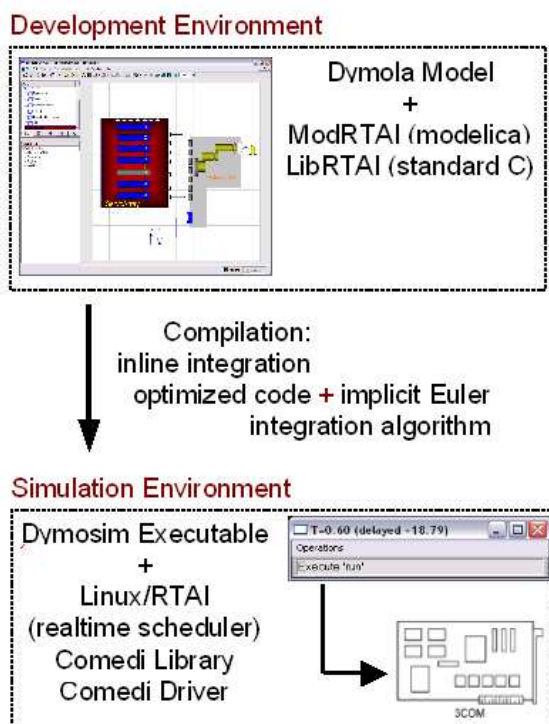 Development Environment
Dymola Model
+
ModRTAI (modelica)
LibRTAI (standard C)
Compilation:
inline integration
optimized code + implicit Euler
integration algorithm
Simulation Environment
Dymosim Executable
+
Linux/RTAI
(realtime scheduler)
Comedi Library
Comedi Driver
T=0.60 (delayed -18.79)
Operations
Execute 'run'
3COM